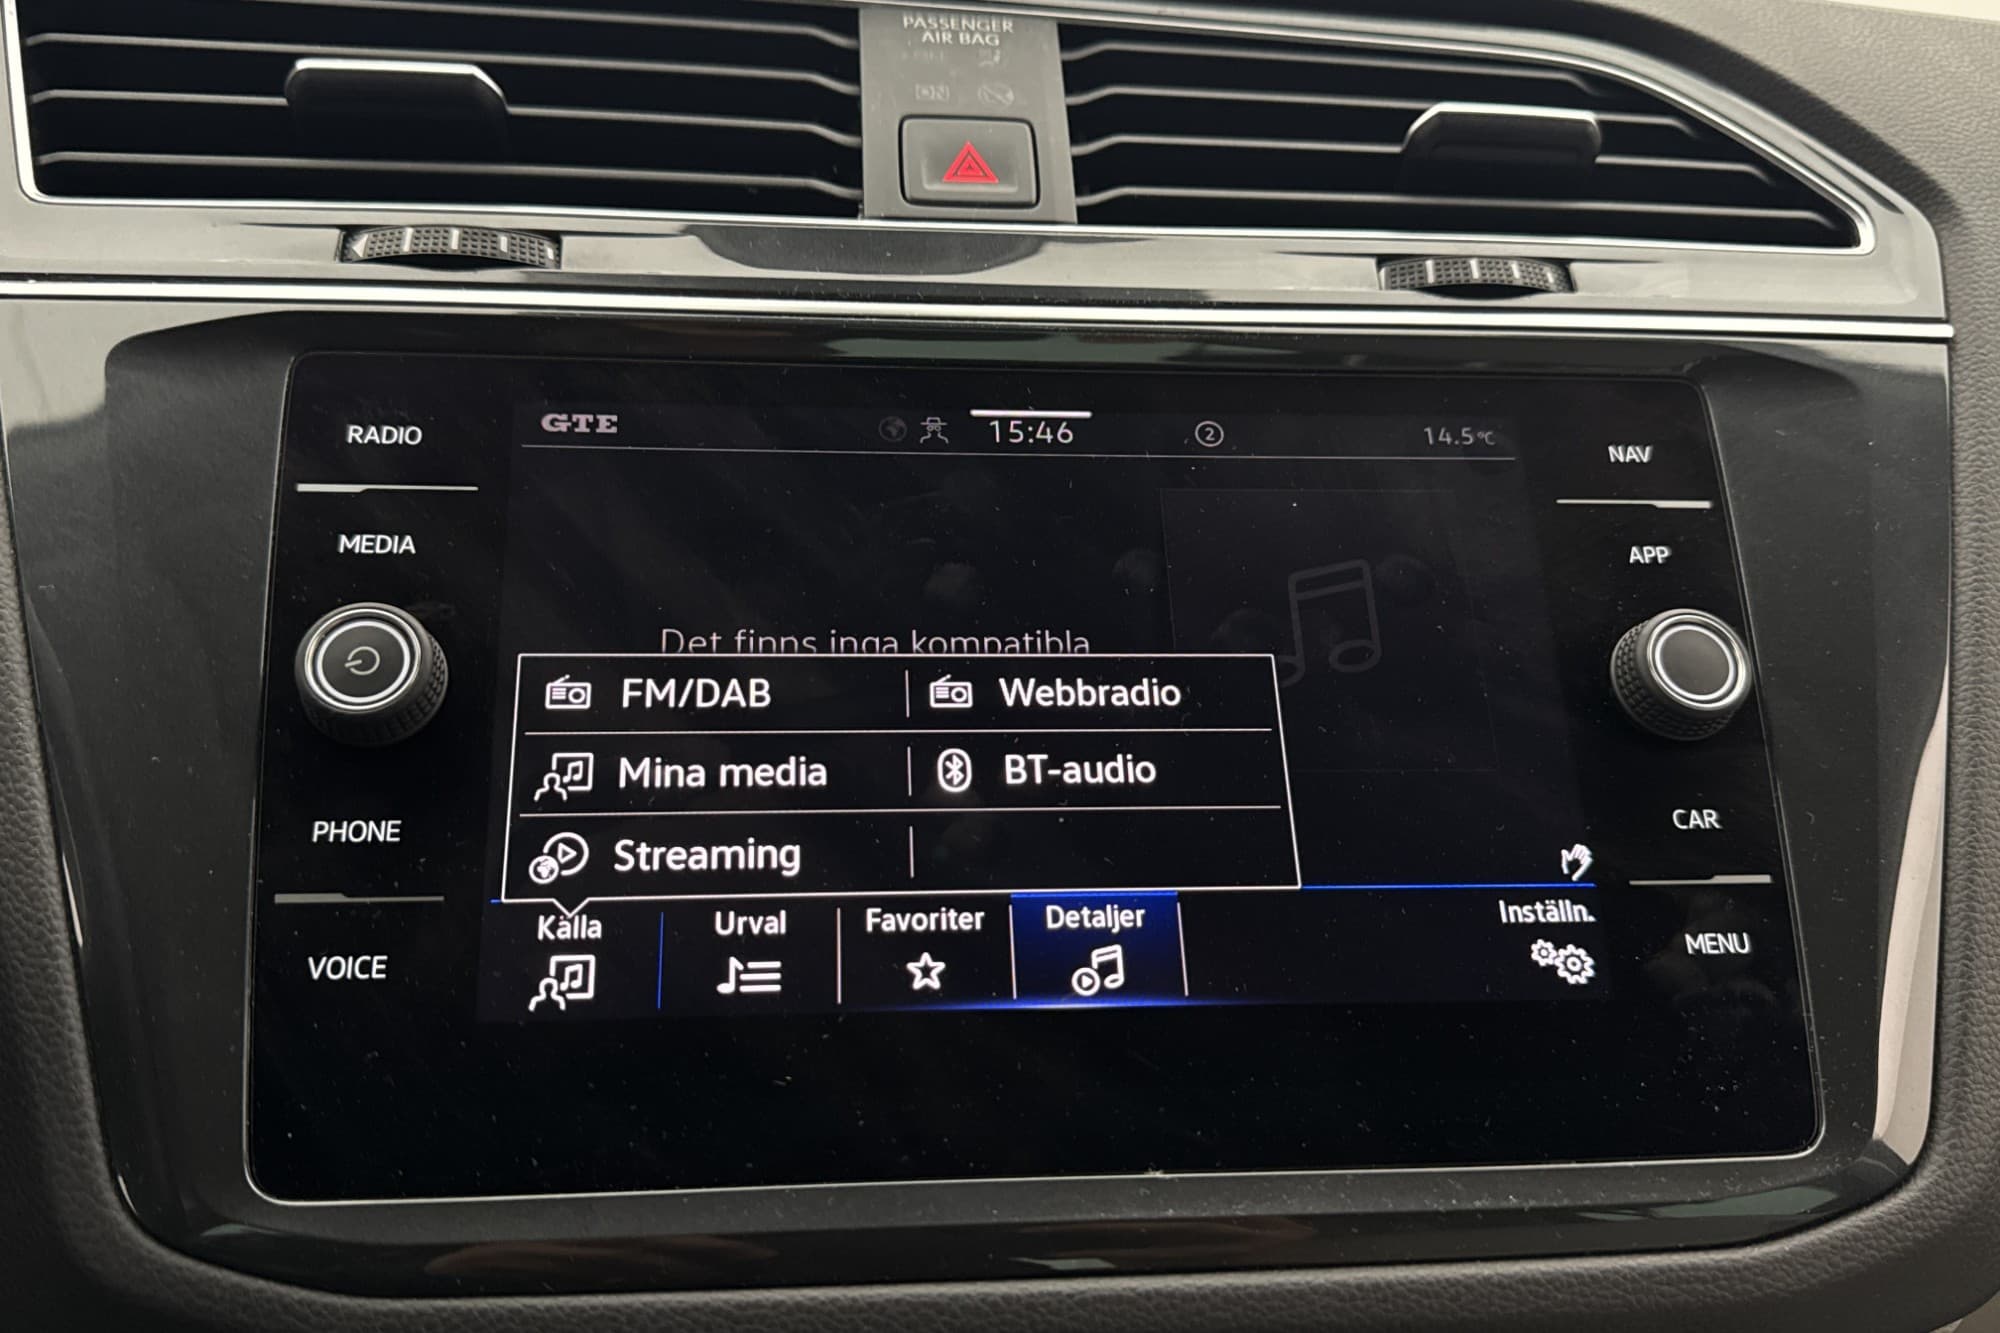 PASSENGER
AIR BAG
ON
RADIO
MEDIA
PHONE
VOICE
GTE
15:46
2
14.5°C
NAV
APP
CAR
MENU
Det finns inga kompatibla
FM/DAB
Webbradio
Mina media
BT-audio
Streaming
Källa
Urval
Favoriter
Detaljer
Inställn.